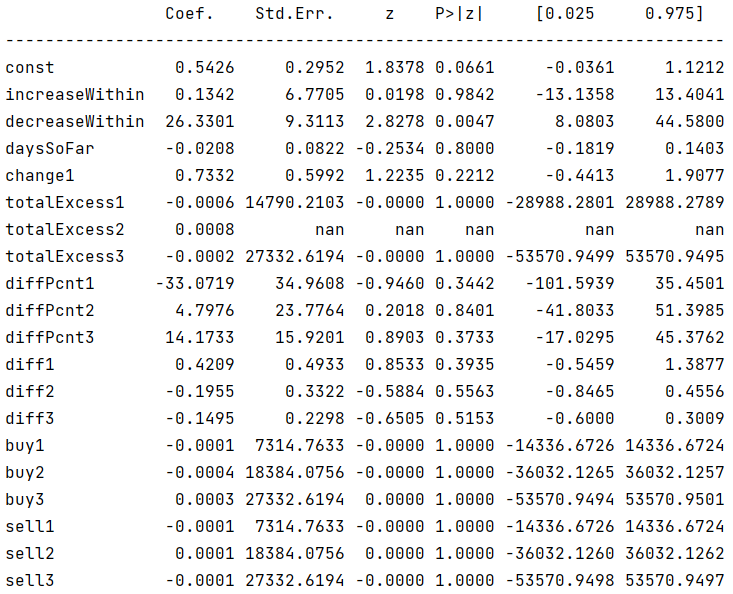 Coef. Std.Err. z P>|z| [0.025 0.975]
------------------------------------------------------------------------
const 0.5426 0.2952 1.8378 0.0661 -0.0361 1.1212
increaseWithin 0.1342 6.7705 0.0198 0.9842 -13.1358 13.4041
decreaseWithin 26.3301 9.3113 2.8278 0.0047 8.0803 44.5800
daysSoFar -0.0208 0.0822 -0.2534 0.8000 -0.1819 0.1403
change1 0.7332 0.5992 1.2235 0.2212 -0.4413 1.9077
totalExcess1 -0.0006 14790.2103 -0.0000 1.0000 -28988.2801 28988.2789
totalExcess2 0.0008 nan nan nan nan nan
totalExcess3 -0.0002 27332.6194 -0.0000 1.0000 -53570.9499 53570.9495
diffPcnt1 -33.0719 34.9608 -0.9460 0.3442 -101.5939 35.4501
diffPcnt2 4.7976 23.7764 0.2018 0.8401 -41.8033 51.3985
diffPcnt3 14.1733 15.9201 0.8903 0.3733 -17.0295 45.3762
diff1 0.4209 0.4933 0.8533 0.3935 -0.5459 1.3877
diff2 -0.1955 0.3322 -0.5884 0.5563 -0.8465 0.4556
diff3 -0.1495 0.2298 -0.6505 0.5153 -0.6000 0.3009
buy1 -0.0001 7314.7633 -0.0000 1.0000 -14336.6726 14336.6724
buy2 -0.0004 18384.0756 -0.0000 1.0000 -36032.1265 36032.1257
buy3 0.0003 27332.6194 0.0000 1.0000 -53570.9494 53570.9501
sell1 -0.0001 7314.7633 -0.0000 1.0000 -14336.6726 14336.6724
sell2 0.0001 18384.0756 0.0000 1.0000 -36032.1260 36032.1262
sell3 -0.0001 27332.6194 -0.0000 1.0000 -53570.9498 53570.9497